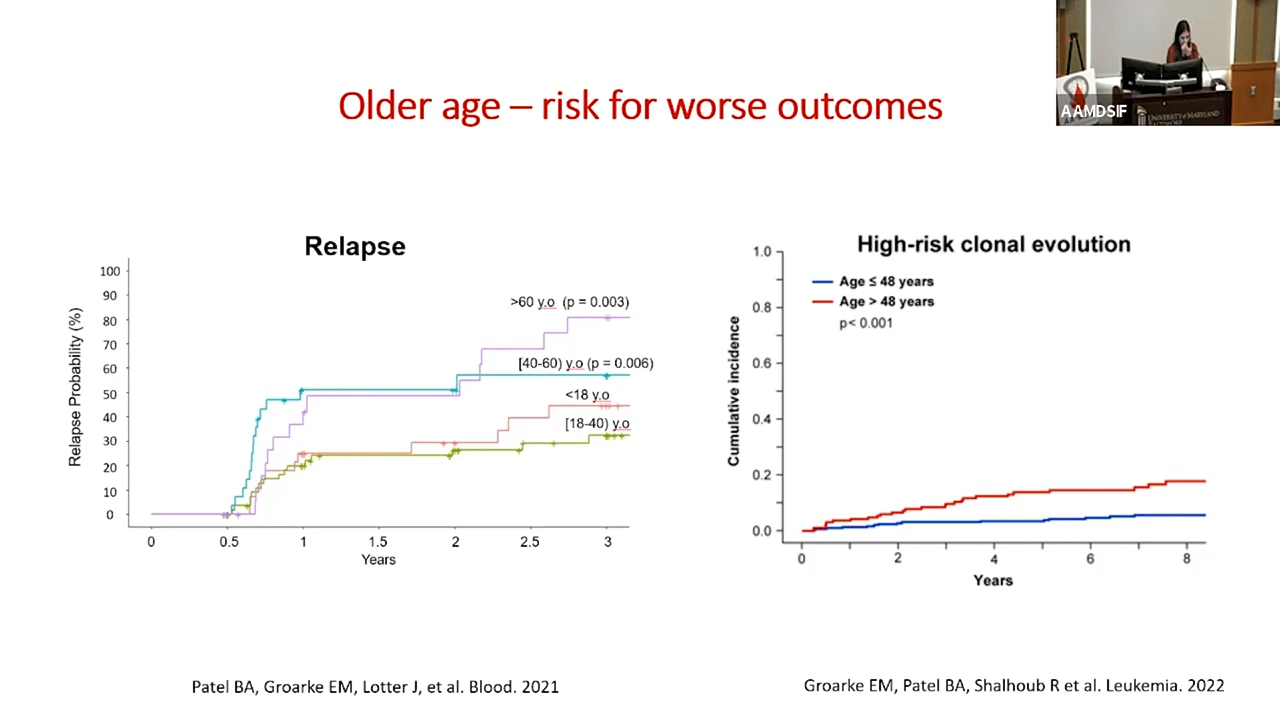 Older age – risk for worse outcomes
AAMDSIF
UNIVERSITY of MARYLAND
BALTIMORE
Relapse
Relapse Probability (%)
100
90
80
70
60
50
40
30
20
10
0
>60 y.o (p = 0.003)
[40-60) y.o (p = 0.006)
<18 y.o
[18-40) y.o
0 0.5 1 1.5 2 2.5 3
Years
High-risk clonal evolution
Cumulative incidence
1.0
0.8
0.6
0.4
0.2
0.0
Age ≤ 48 years
Age > 48 years
p< 0.001
0 2 4 6 8
Years
Patel BA, Groarke EM, Lotter J, et al. Blood. 2021
Groarke EM, Patel BA, Shalhoub R et al. Leukemia. 2022